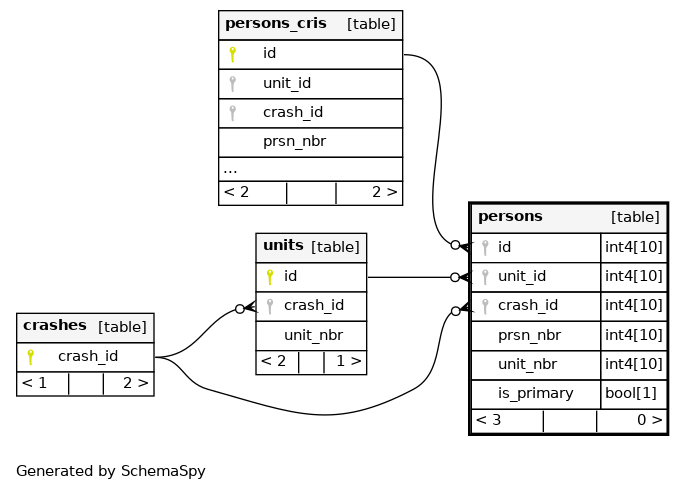 persons_cris [table]
id
unit_id
crash_id
prsn_nbr
...
< 2 2 >
persons [table]
id int4[10]
unit_id int4[10]
crash_id int4[10]
prsn_nbr int4[10]
unit_nbr int4[10]
is_primary bool[1]
< 3 0 >
units [table]
id
crash_id
unit_nbr
< 2 1 >
crashes [table]
crash_id
< 1 2 >
Generated by SchemaSpy